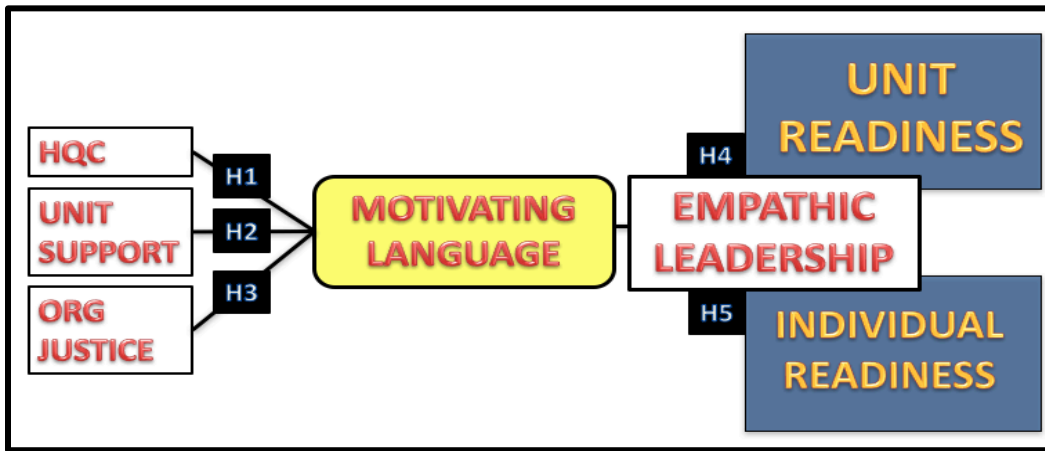 HQC
UNIT
SUPPORT
ORG
JUSTICE
H1
H2
H3
MOTIVATING
LANGUAGE
EMPATHIC
LEADERSHIP
H4
H5
UNIT
READINESS
INDIVIDUAL
READINESS